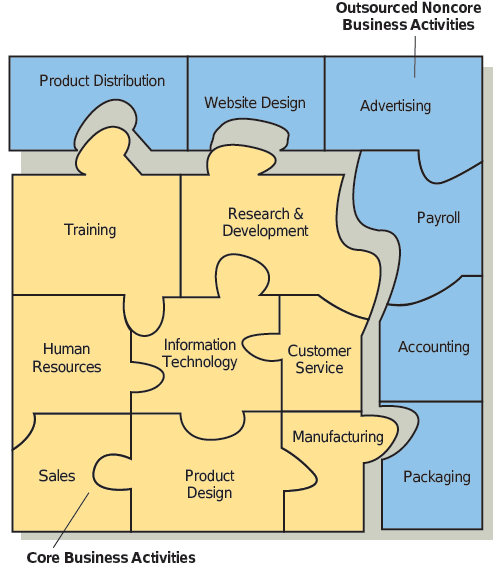 Outsourced Noncore
Business Activities
Product Distribution
Website Design
Advertising
Training
Research &
Development
Payroll
Human
Resources
Information
Technology
Customer
Service
Accounting
Sales
Product
Design
Manufacturing
Packaging
Core Business Activities